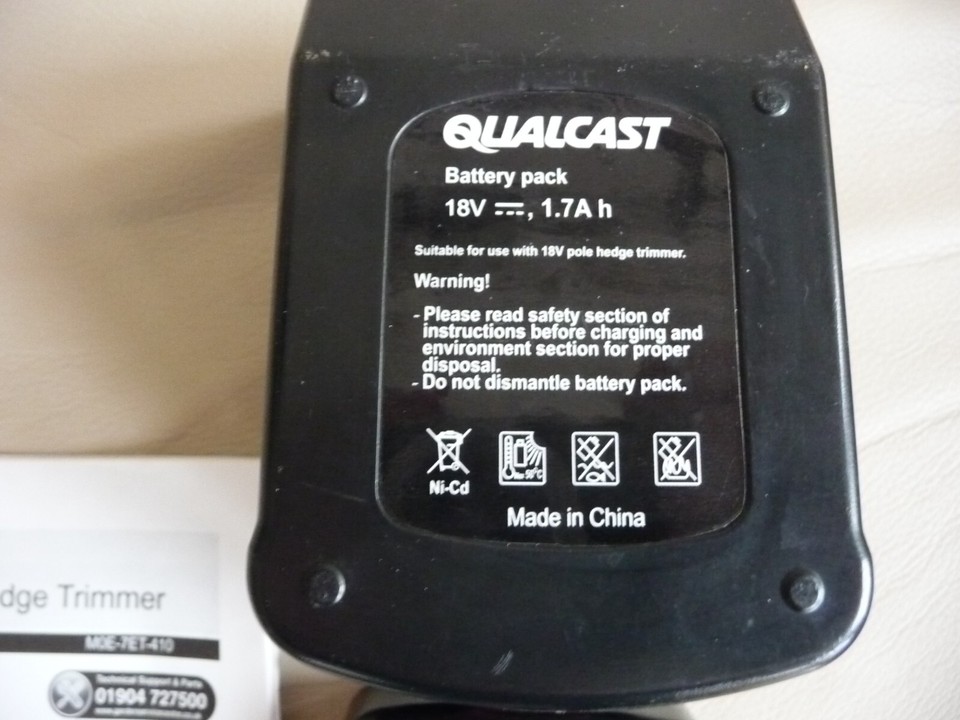 QUALCAST
Battery pack
18V ⎓, 1.7A h
Suitable for use with 18V pole hedge trimmer.
Warning!
- Please read safety section of
instructions before charging and
environment section for proper
disposal.
- Do not dismantle battery pack.
Ni-Cd
50°C
Made in China
dge Trimmer
M0E-7ET-410
Technical Support & Parts
01904 727500